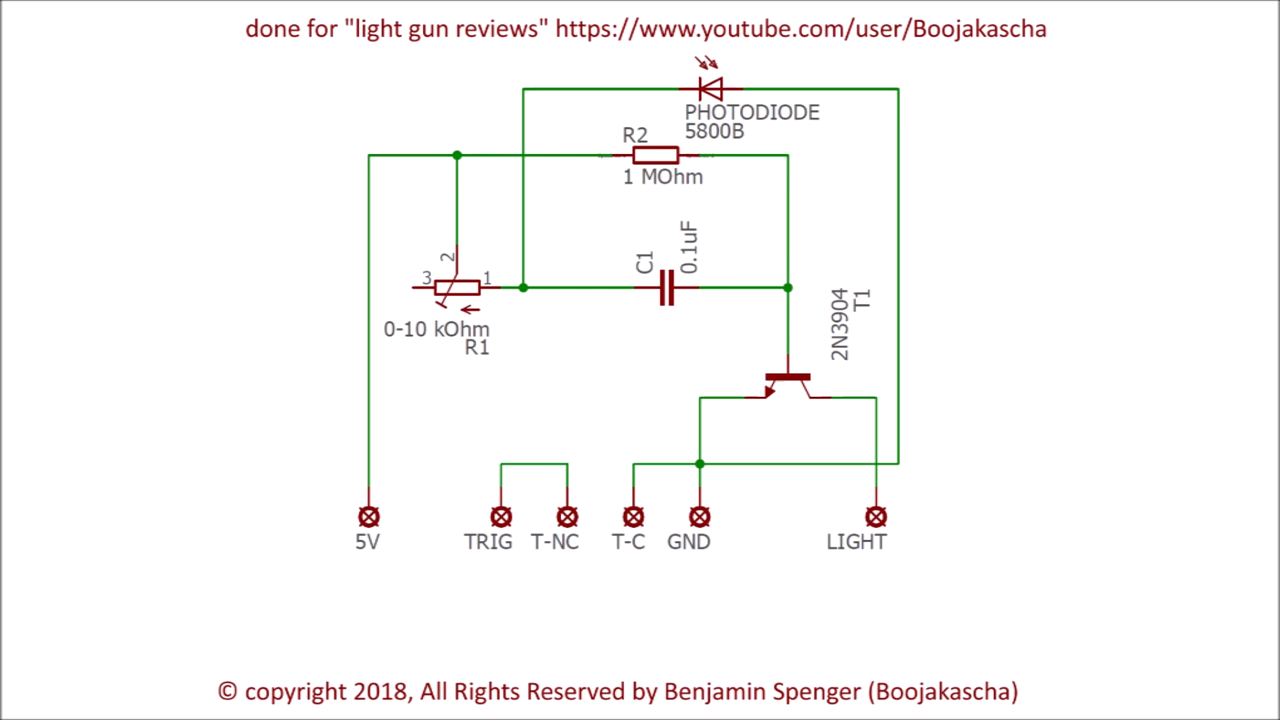 done for "light gun reviews" https://www.youtube.com/user/Boojakascha
PHOTODIODE
5800B
R2
1 MOhm
C1
0.1uF
2
3
1
0-10 kOhm
R1
2N3904
T1
5V
TRIG
T-NC
T-C
GND
LIGHT
© copyright 2018, All Rights Reserved by Benjamin Spenger (Boojakascha)